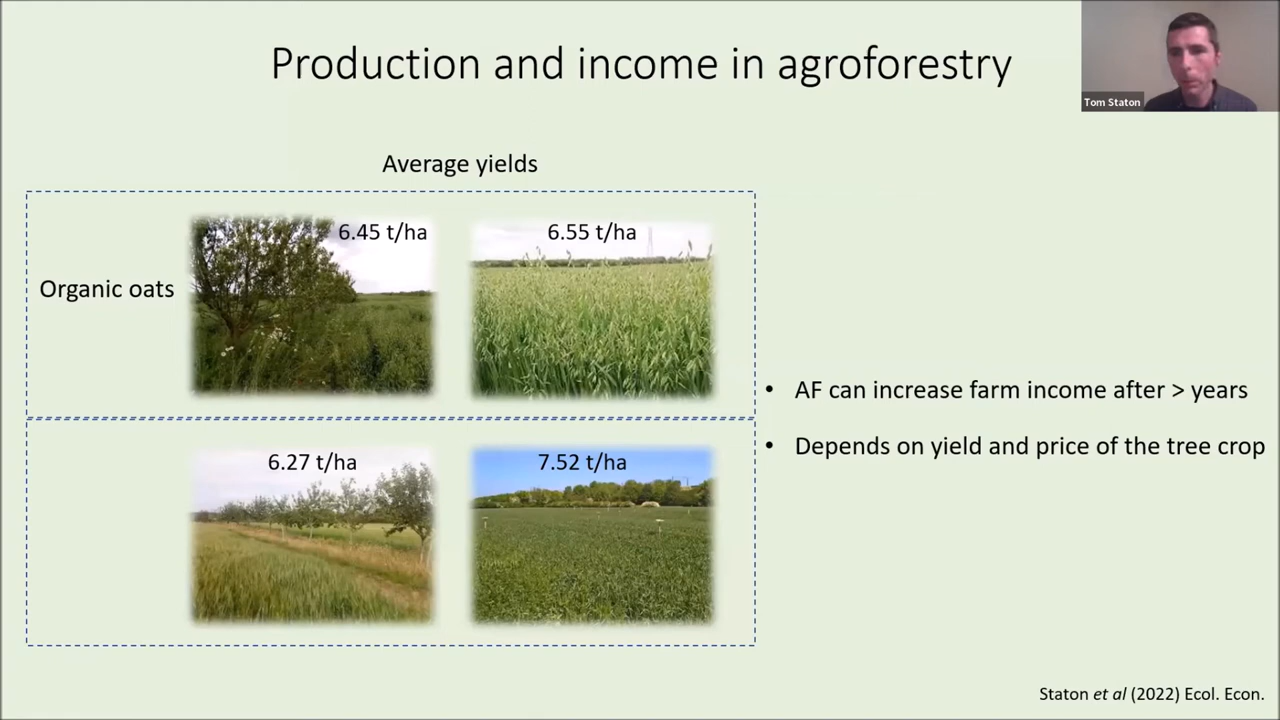 Production and income in agroforestry
Tom Staton
Average yields
6.45 t/ha
6.55 t/ha
Organic oats
6.27 t/ha
7.52 t/ha
• AF can increase farm income after > years
• Depends on yield and price of the tree crop
Staton et al (2022) Ecol. Econ.